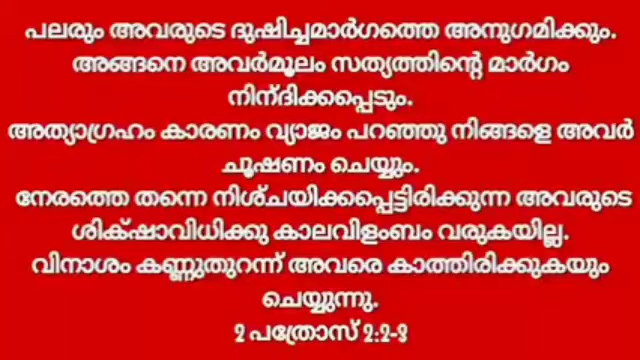 പലരും അവരുടെ ദുഷിച്ചമാർഗത്തെ അനുഗമിക്കും.
അങ്ങനെ അവർമൂലം സത്യത്തിന്റെ മാർഗം
നിന്ദിക്കപ്പെടും.
അത്യാഗ്രഹം കാരണം വ്യാജം പറഞ്ഞു നിങ്ങളെ അവർ
ചൂഷണം ചെയ്യും.
നേരത്തെ തന്നെ നിശ്ചയിക്കപ്പെട്ടിരിക്കുന്ന അവരുടെ
ശിക്ഷാവിധിക്കു കാലവിളംബം വരുകയില്ല.
വിനാശം കണ്ണുതുറന്ന് അവരെ കാത്തിരിക്കുകയും
ചെയ്യുന്നു.
2 പത്രോസ് 2:2-3